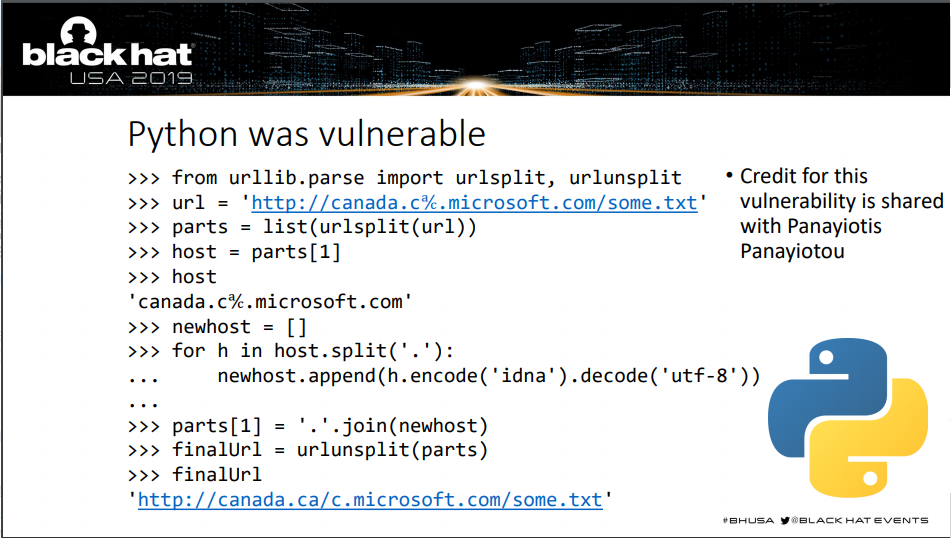 black hat®
USA 2019
Python was vulnerable
>>> from urllib.parse import urlsplit, urlunsplit
>>> url = 'http://canada.c℀.microsoft.com/some.txt'
>>> parts = list(urlsplit(url))
>>> host = parts[1]
>>> host
'canada.c℀.microsoft.com'
>>> newhost = []
>>> for h in host.split('.'):
...     newhost.append(h.encode('idna').decode('utf-8'))
...
>>> parts[1] = '.'.join(newhost)
>>> finalUrl = urlunsplit(parts)
>>> finalUrl
'http://canada.ca/c.microsoft.com/some.txt'
• Credit for this
vulnerability is shared
with Panayiotis
Panayiotou
#BHUSA @BLACK HAT EVENTS